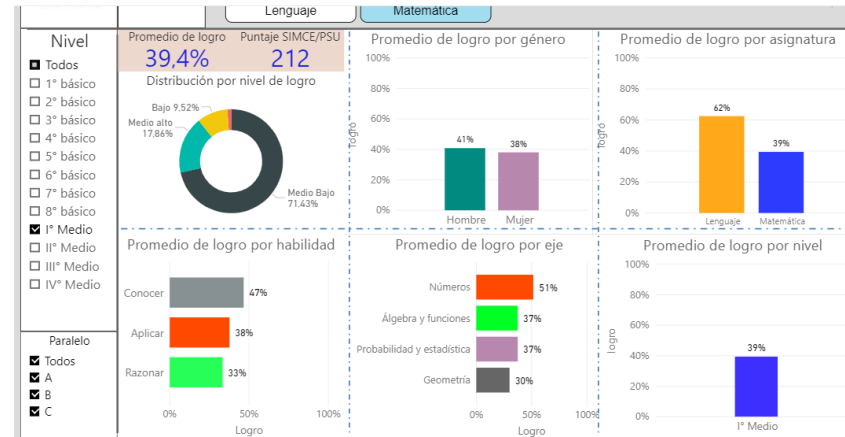 Lenguaje
Matemática
Nivel
Todos
1° básico
2° básico
3° básico
4° básico
5° básico
6° básico
7° básico
8° básico
I° Medio
II° Medio
III° Medio
IV° Medio
Paralelo
Todos
A
B
C
Promedio de logro
Puntaje SIMCE/PSU
39,4%
212
Distribución por nivel de logro
Bajo 9,52%
Medio alto
17,86%
Medio Bajo
71,43%
Promedio de logro por género
100%
80%
60%
40%
20%
0%
logro
41%
38%
Hombre
Mujer
Promedio de logro por asignatura
100%
80%
60%
40%
20%
0%
logro
62%
39%
Lenguaje
Matemática
Promedio de logro por habilidad
Conocer
47%
Aplicar
38%
Razonar
33%
0%
50%
100%
Logro
Promedio de logro por eje
Números
51%
Álgebra y funciones
37%
Probabilidad y estadística
37%
Geometría
30%
0%
50%
100%
Logro
Promedio de logro por nivel
100%
80%
60%
40%
20%
0%
logro
39%
I° Medio